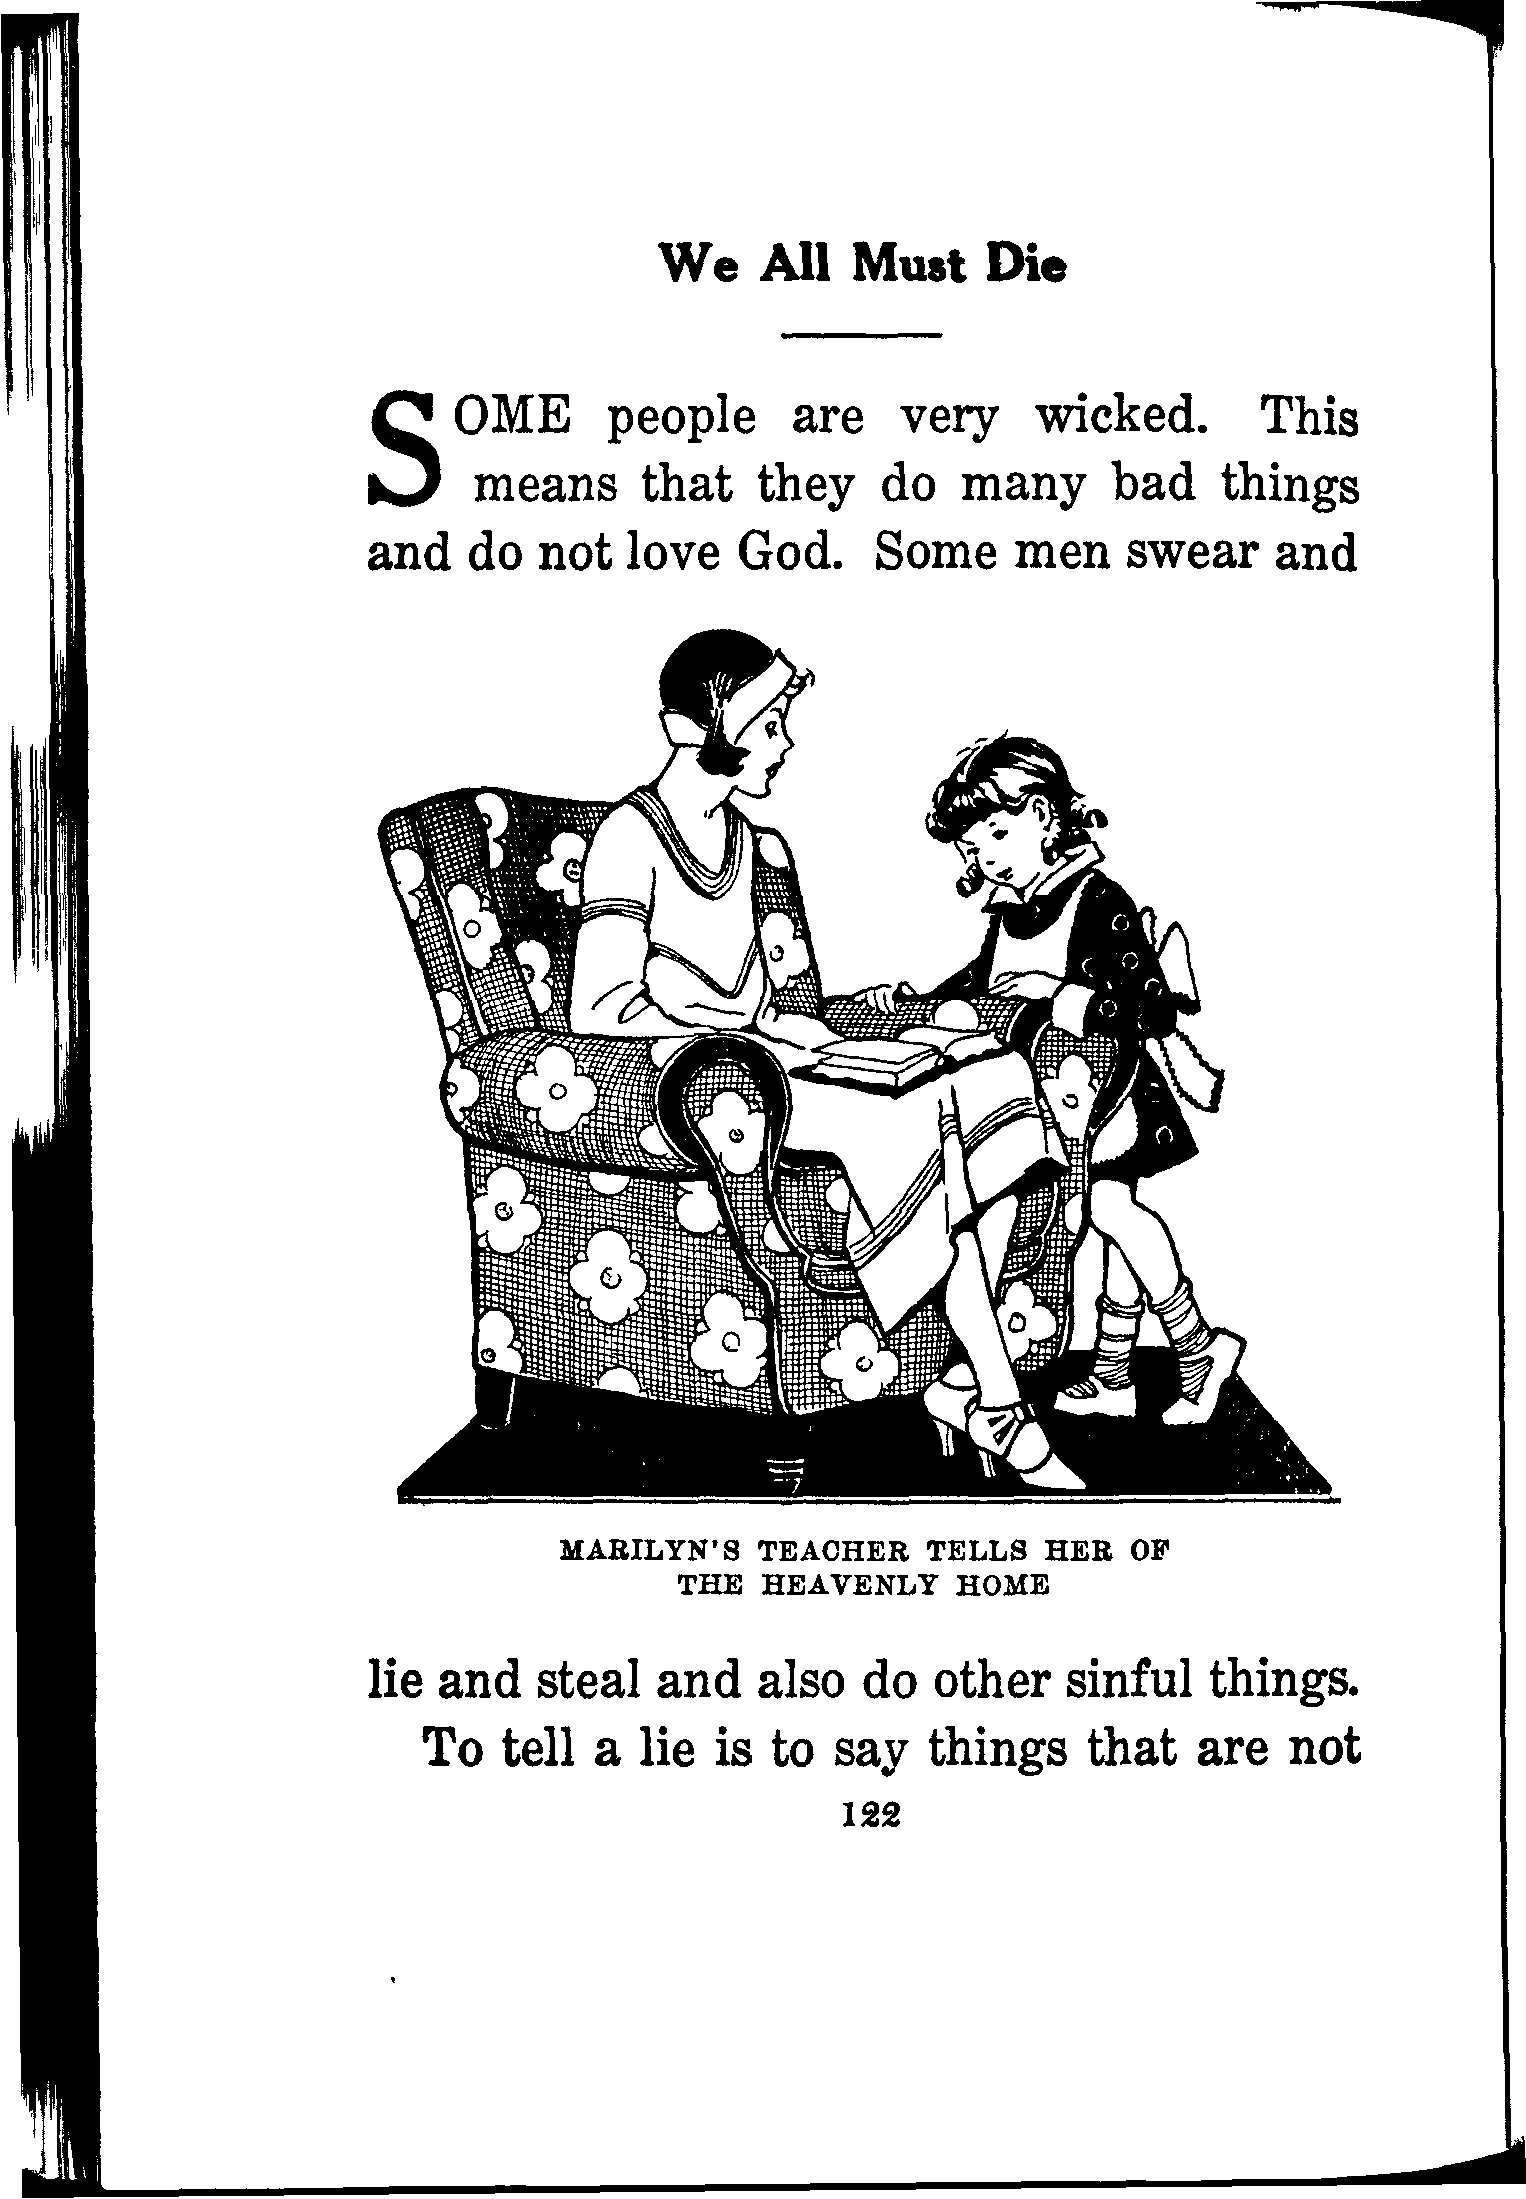 We All Must Die
SOME people are very wicked. This
means that they do many bad things
and do not love God. Some men swear and
MARILYN'S TEACHER TELLS HER OF
THE HEAVENLY HOME
lie and steal and also do other sinful things.
To tell a lie is to say things that are not
122